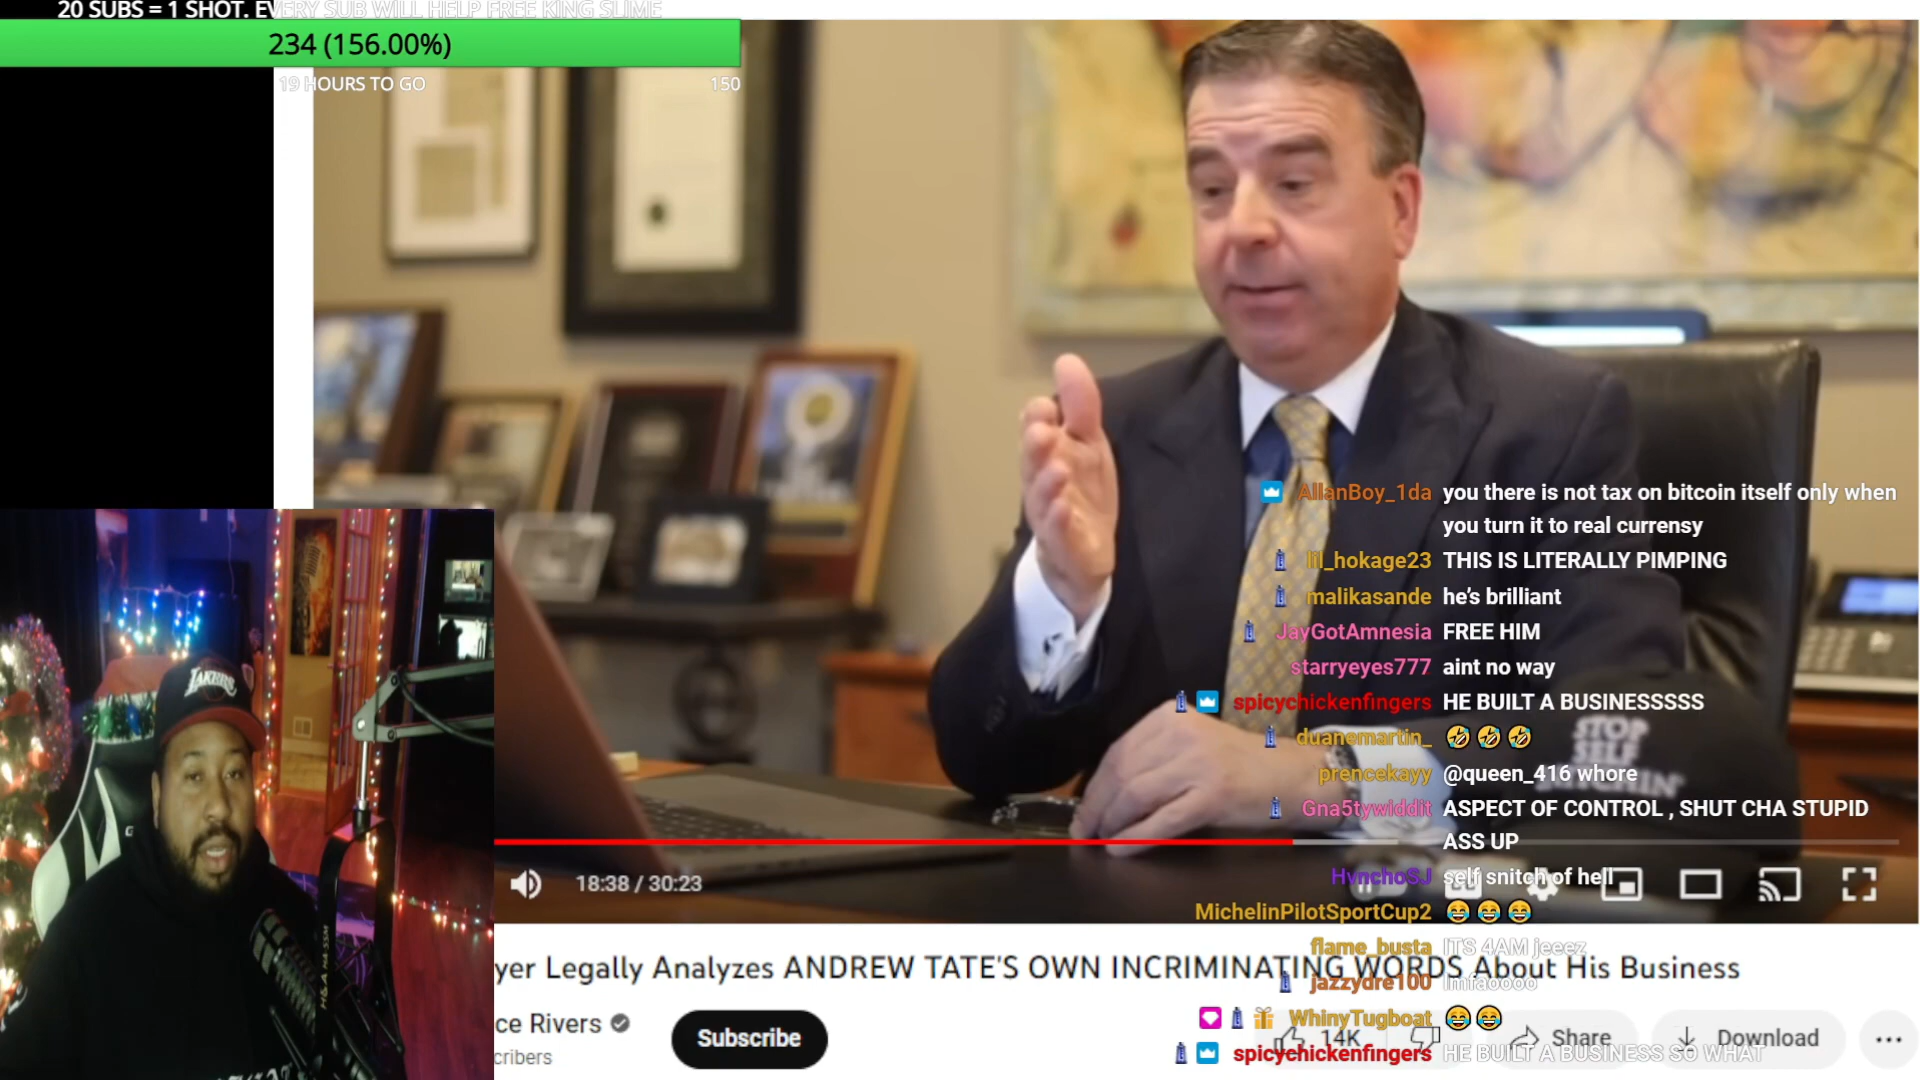 20 SUBS = 1 SHOT. EVERY SUB WILL HELP FREE KING SLIME
234 (156.00%)
19 HOURS TO GO 150
LAKERS
AllanBoy_1da you there is not tax on bitcoin itself only when
you turn it to real currensy
lil_hokage23 THIS IS LITERALLY PIMPING
malikasande he's brilliant
JayGotAmnesia FREE HIM
starryeyes777 aint no way
spicychickenfingers HE BUILT A BUSINESSSSS
duanemartin_ 🤣 🤣 🤣
prencekayy @queen_416 whore
Gna5tywiddit ASPECT OF CONTROL , SHUT CHA STUPID
ASS UP
HvnchoSJ self snitch of hell
MichelinPilotSportCup2 😂 😂 😂
flame_busta ITS 4AM jeeez
jazzydre100 lmfaoooo
WhinyTugboat 😂 😂
spicychickenfingers HE BUILT A BUSINESS SO WHAT
STOP
SELF
SNITCHIN'
18:38 / 30:23
yer Legally Analyzes ANDREW TATE'S OWN INCRIMINATING WORDS About His Business
ce Rivers
cribers
Subscribe
14K
Share
Download